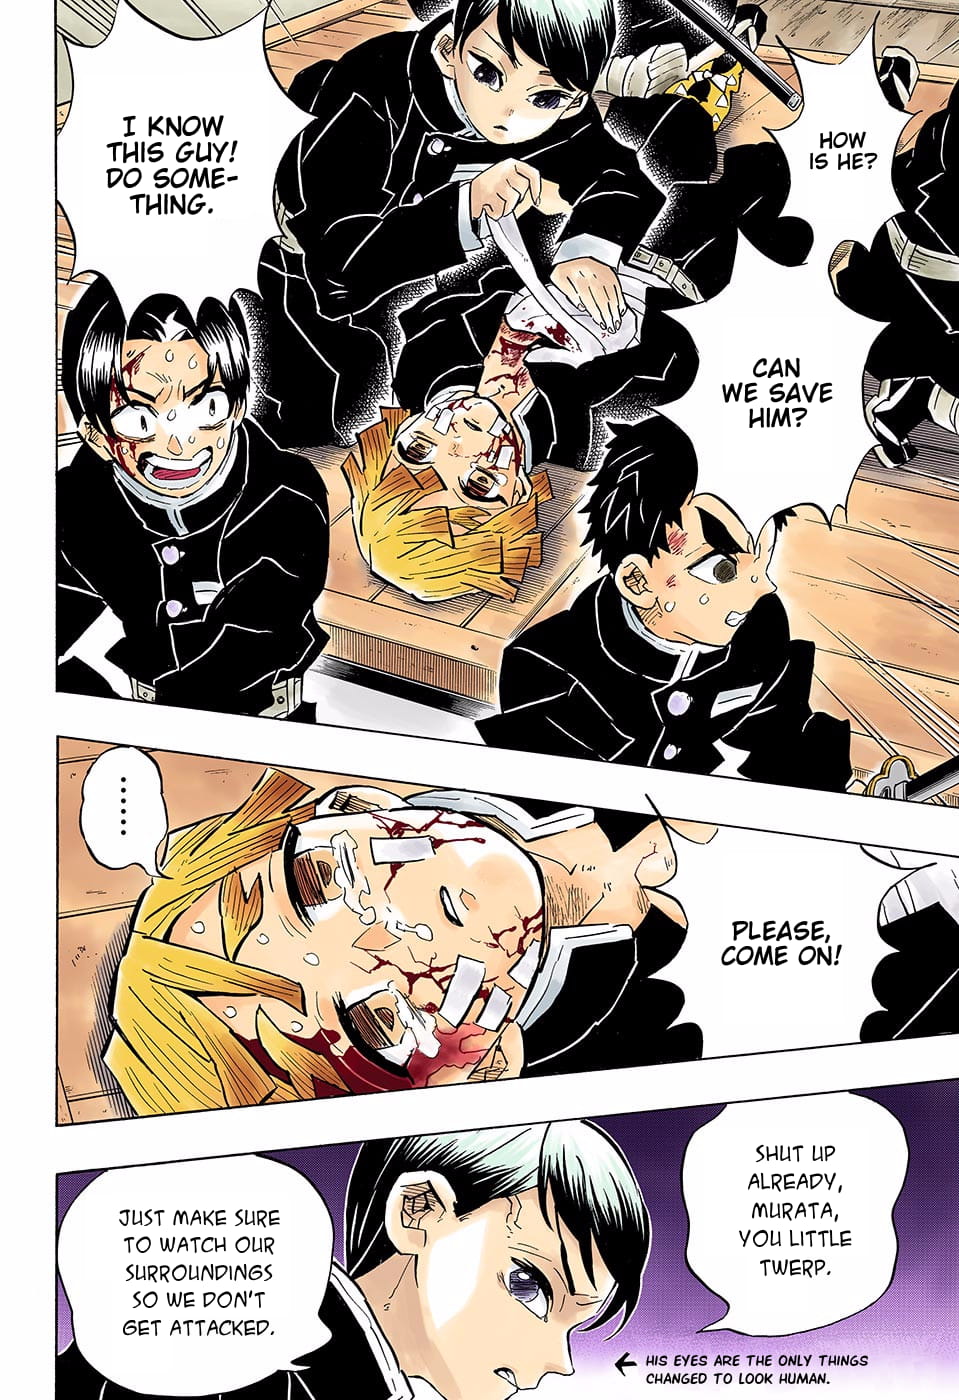 HOW
IS HE?
I KNOW
THIS GUY!
DO SOME-
THING.
CAN
WE SAVE
HIM?
PLEASE,
COME ON!
......
SHUT UP
ALREADY,
MURATA,
YOU LITTLE
TWERP.
JUST MAKE SURE
TO WATCH OUR
SURROUNDINGS
SO WE DON'T
GET ATTACKED.
← HIS EYES ARE THE ONLY THINGS
CHANGED TO LOOK HUMAN.